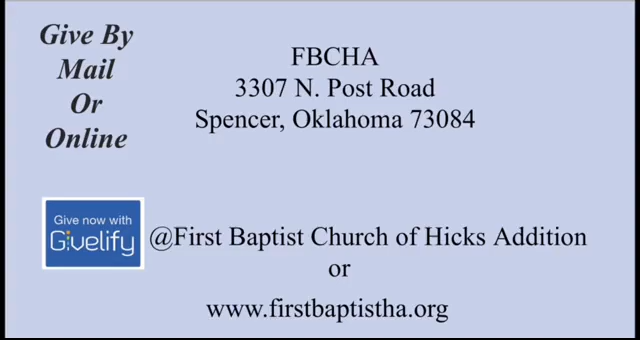 Give By
Mail
Or
Online
FBCHA
3307 N. Post Road
Spencer, Oklahoma 73084
Give now with
Givelify
@First Baptist Church of Hicks Addition
or
www.firstbaptistha.org